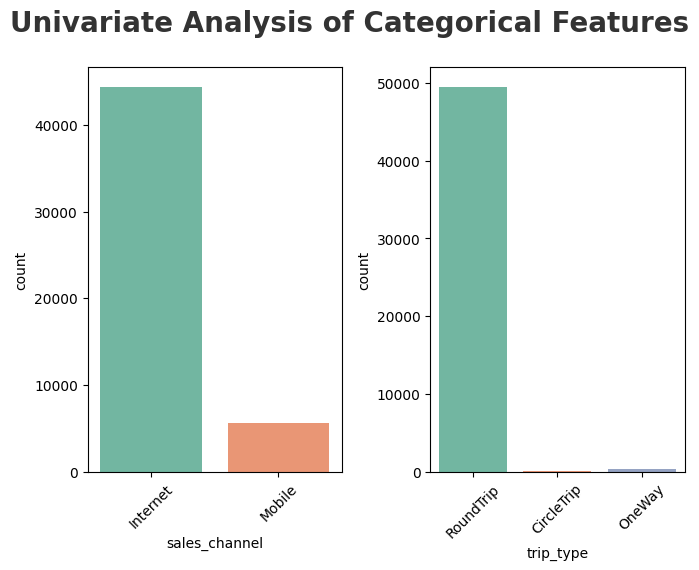 Univariate Analysis of Categorical Features
count
40000
30000
20000
10000
0
Internet
Mobile
sales_channel
count
50000
40000
30000
20000
10000
0
RoundTrip
CircleTrip
OneWay
trip_type